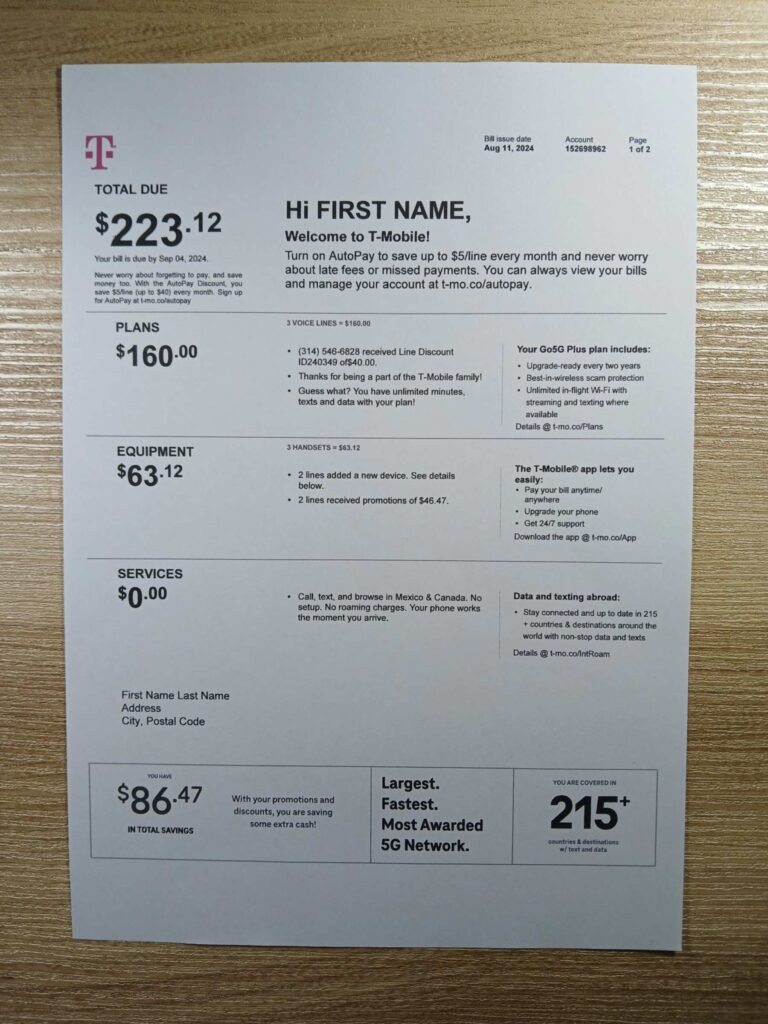 T
Bill issue date Account Page
Aug 11, 2024 152698962 1 of 2
TOTAL DUE
$223.12
Your bill is due by Sep 04, 2024.
Never worry about forgetting to pay, and save
money too. With the AutoPay Discount, you
save $5/line (up to $40) every month. Sign up
for AutoPay at t-mo.co/autopay
Hi FIRST NAME,
Welcome to T-Mobile!
Turn on AutoPay to save up to $5/line every month and never worry
about late fees or missed payments. You can always view your bills
and manage your account at t-mo.co/autopay.
PLANS
$160.00
3 VOICE LINES = $160.00
• (314) 546-6828 received Line Discount
ID240349 of$40.00.
• Thanks for being a part of the T-Mobile family!
• Guess what? You have unlimited minutes,
texts and data with your plan!
Your Go5G Plus plan includes:
• Upgrade-ready every two years
• Best-in-wireless scam protection
• Unlimited in-flight Wi-Fi with
streaming and texting where
available
Details @ t-mo.co/Plans
EQUIPMENT
$63.12
3 HANDSETS = $63.12
• 2 lines added a new device. See details
below.
• 2 lines received promotions of $46.47.
The T-Mobile® app lets you
easily:
• Pay your bill anytime/
anywhere
• Upgrade your phone
• Get 24/7 support
Download the app @ t-mo.co/App
SERVICES
$0.00
• Call, text, and browse in Mexico & Canada. No
setup. No roaming charges. Your phone works
the moment you arrive.
Data and texting abroad:
• Stay connected and up to date in 215
+ countries & destinations around the
world with non-stop data and texts
Details @ t-mo.co/IntRoam
First Name Last Name
Address
City, Postal Code
YOU HAVE
$86.47
IN TOTAL SAVINGS
With your promotions and
discounts, you are saving
some extra cash!
Largest.
Fastest.
Most Awarded
5G Network.
YOU ARE COVERED IN
215+
countries & destinations
w/ text and data